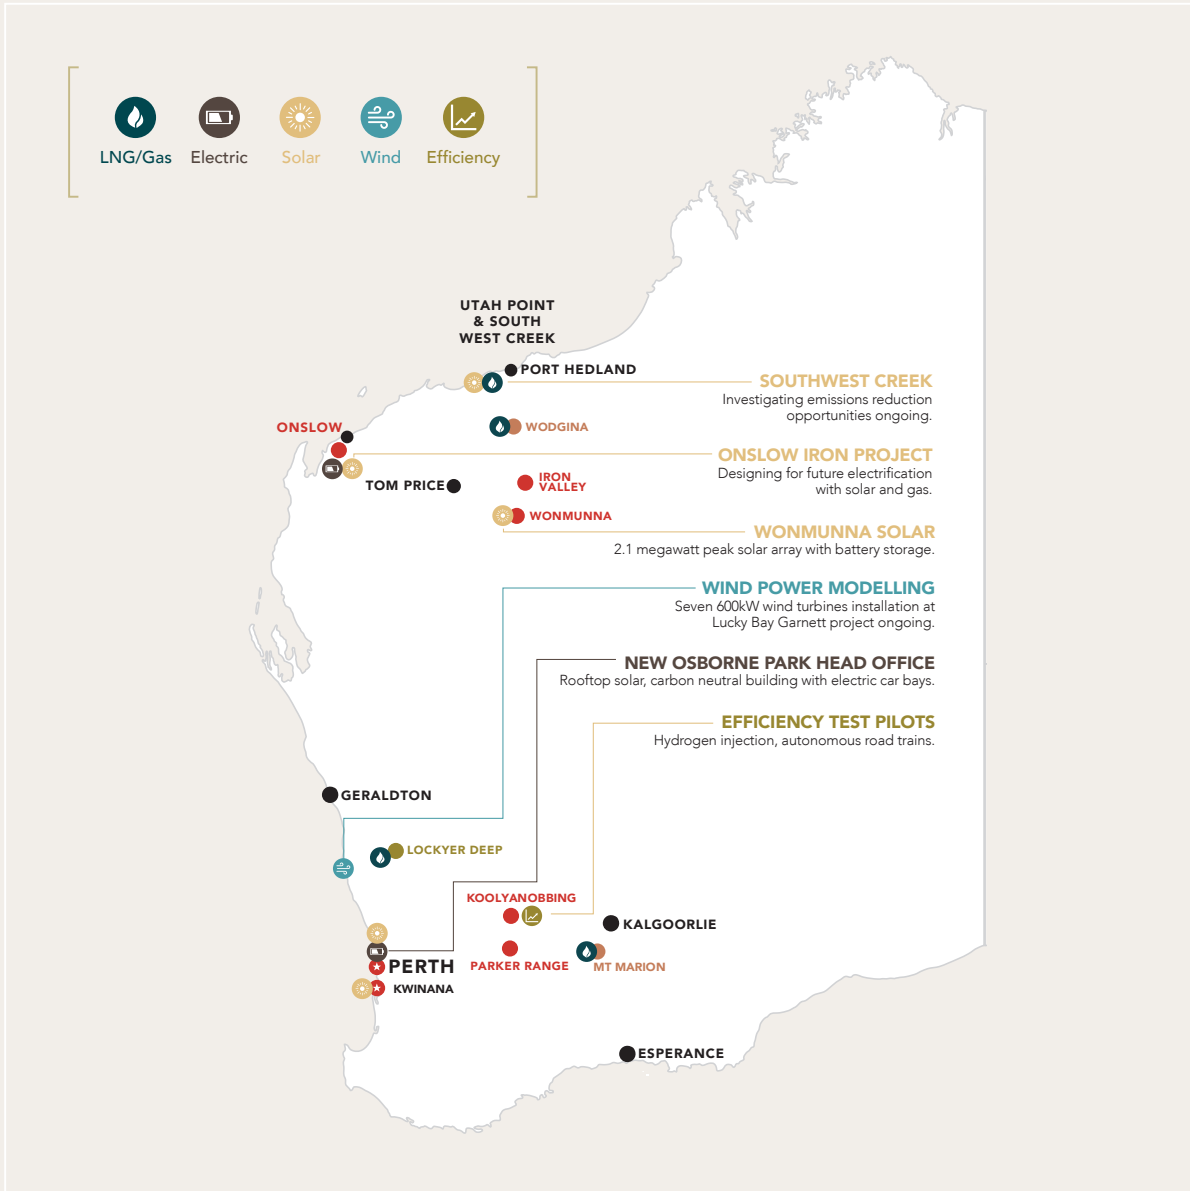 LNG/Gas
Electric
Solar
Wind
Efficiency
UTAH POINT
& SOUTH
WEST CREEK
PORT HEDLAND
SOUTHWEST CREEK
Investigating emissions reduction
opportunities ongoing.
ONSLOW
WODGINA
ONSLOW IRON PROJECT
Designing for future electrification
with solar and gas.
TOM PRICE
IRON
VALLEY
WONMUNNA
WONMUNNA SOLAR
2.1 megawatt peak solar array with battery storage.
WIND POWER MODELLING
Seven 600kW wind turbines installation at
Lucky Bay Garnett project ongoing.
NEW OSBORNE PARK HEAD OFFICE
Rooftop solar, carbon neutral building with electric car bays.
EFFICIENCY TEST PILOTS
Hydrogen injection, autonomous road trains.
GERALDTON
LOCKYER DEEP
KOOLYANOBBING
KALGOORLIE
PERTH
PARKER RANGE
MT MARION
KWINANA
ESPERANCE